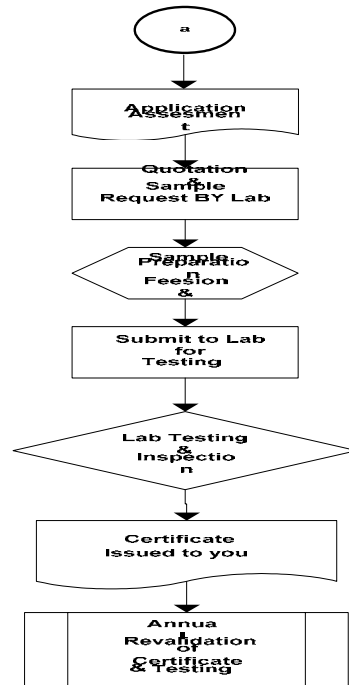 a
Application
Assesmen
t
Quotation
&
Sample
Request BY Lab
Sample
Preparatio
n
Feesion
&
Submit to Lab
for
Testing
Lab Testing
&
Inspectio
n
Certificate
Issued to you
Annua
l
Revalidation
of
Certificate
& Testing